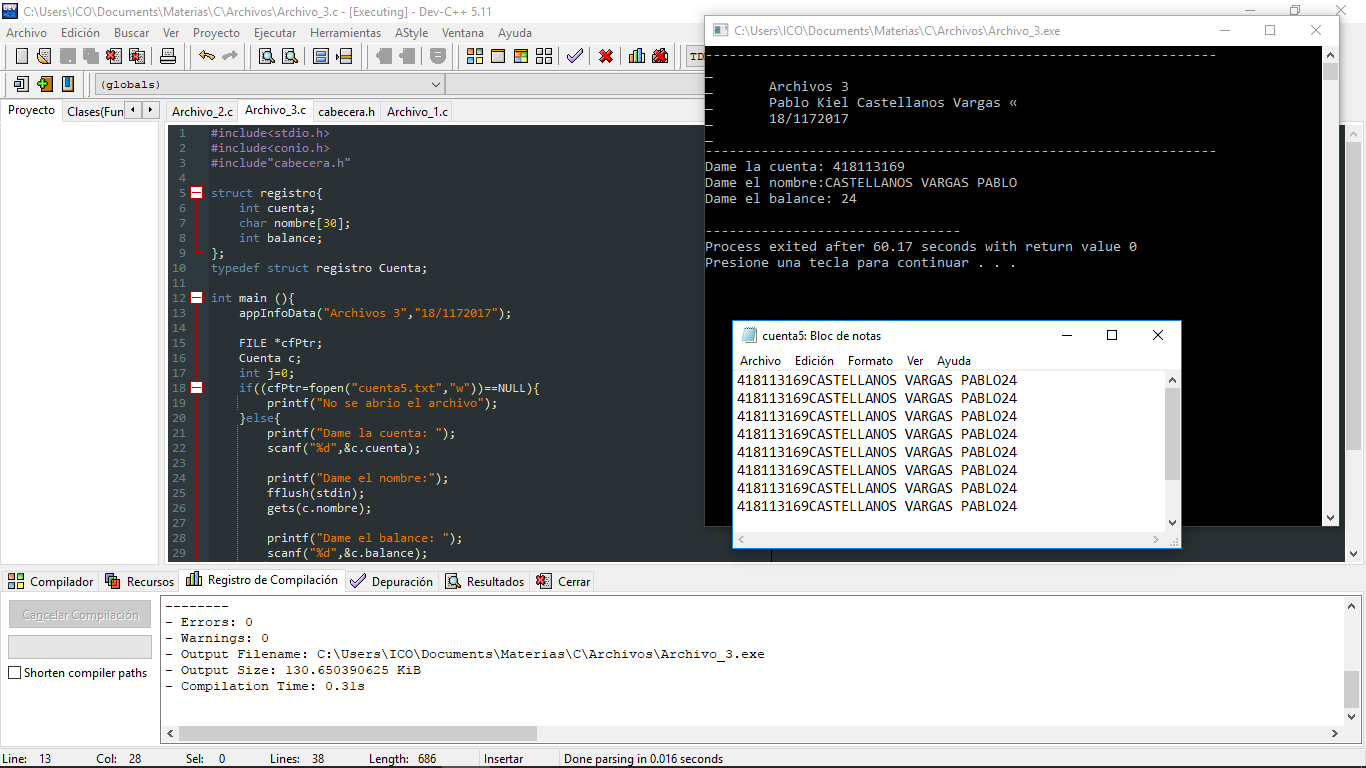 C:\Users\ICO\Documents\Materias\C\Archivos\Archivo_3.c - [Executing] - Dev-C++ 5.11
Archivo Edición Buscar Ver Proyecto Ejecutar Herramientas AStyle Ventana Ayuda
(globals)
Proyecto Clases(Fun
Archivo_2.c Archivo_3.c cabecera.h Archivo_1.c
1 #include<stdio.h>
2 #include<conio.h>
3 #include"cabecera.h"
4
5 struct registro{
6 int cuenta;
7 char nombre[30];
8 int balance;
9 };
10 typedef struct registro Cuenta;
11
12 int main (){
13 appInfoData("Archivos 3","18/1172017");
14
15 FILE *cfPtr;
16 Cuenta c;
17 int j=0;
18 if((cfPtr=fopen("cuenta5.txt","w"))==NULL){
19 printf("No se abrio el archivo");
20 }else{
21 printf("Dame la cuenta: ");
22 scanf("%d",&c.cuenta);
23
24 printf("Dame el nombre:");
25 fflush(stdin);
26 gets(c.nombre);
27
28 printf("Dame el balance: ");
29 scanf("%d",&c.balance);
C:\Users\ICO\Documents\Materias\C\Archivos\Archivo_3.exe
----------------------------------------------------------------
Archivos 3
Pablo Kiel Castellanos Vargas «
18/1172017
----------------------------------------------------------------
Dame la cuenta: 418113169
Dame el nombre:CASTELLANOS VARGAS PABLO
Dame el balance: 24
--------------------------------
Process exited after 60.17 seconds with return value 0
Presione una tecla para continuar . . .
cuenta5: Bloc de notas
Archivo Edición Formato Ver Ayuda
418113169CASTELLANOS VARGAS PABLO24
418113169CASTELLANOS VARGAS PABLO24
418113169CASTELLANOS VARGAS PABLO24
418113169CASTELLANOS VARGAS PABLO24
418113169CASTELLANOS VARGAS PABLO24
418113169CASTELLANOS VARGAS PABLO24
418113169CASTELLANOS VARGAS PABLO24
418113169CASTELLANOS VARGAS PABLO24
Compilador Recursos Registro de Compilación Depuración Resultados Cerrar
Cancelar Compilación
Shorten compiler paths
--------
- Errors: 0
- Warnings: 0
- Output Filename: C:\Users\ICO\Documents\Materias\C\Archivos\Archivo_3.exe
- Output Size: 130.650390625 KiB
- Compilation Time: 0.31s
Line: 13 Col: 28 Sel: 0 Lines: 38 Length: 686 Insertar Done parsing in 0.016 seconds